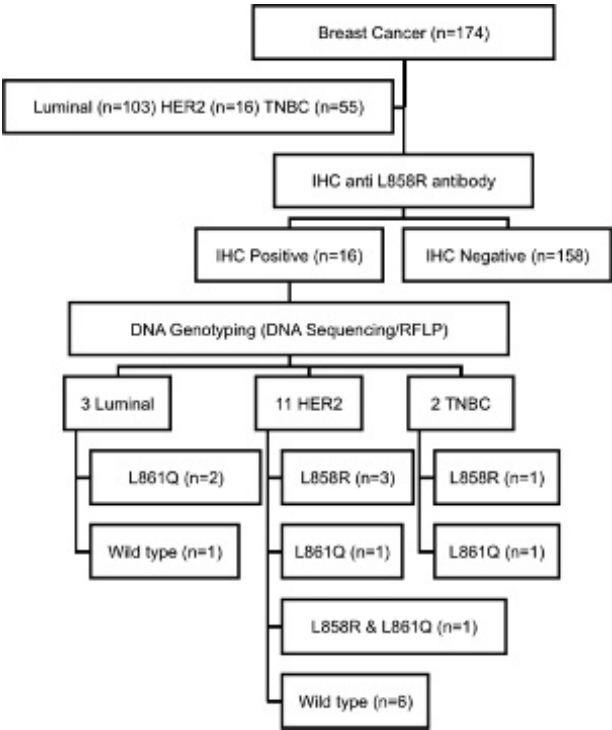 Breast Cancer (n=174)
Luminal (n=103) HER2 (n=16) TNBC (n=55)
IHC anti L858R antibody
IHC Positive (n=16)
IHC Negative (n=158)
DNA Genotyping (DNA Sequencing/RFLP)
3 Luminal
11 HER2
2 TNBC
L861Q (n=2)
L858R (n=3)
L858R (n=1)
Wild type (n=1)
L861Q (n=1)
L861Q (n=1)
L858R & L861Q (n=1)
Wild type (n=6)